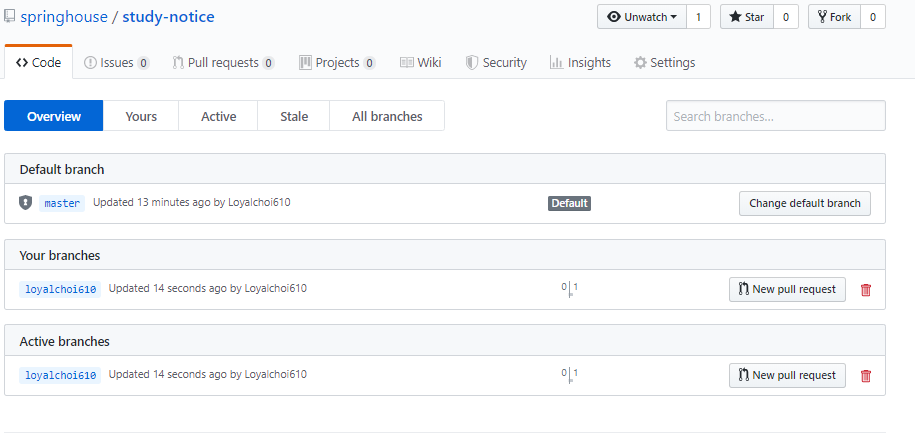 springhouse / study-notice
Unwatch 1 Star 0 Fork 0
Code Issues 0 Pull requests 0 Projects 0 Wiki Security Insights Settings
Overview Yours Active Stale All branches Search branches...
Default branch
master Updated 13 minutes ago by Loyalchoi610 Default Change default branch
Your branches
loyalchoi610 Updated 14 seconds ago by Loyalchoi610 0 1 New pull request
Active branches
loyalchoi610 Updated 14 seconds ago by Loyalchoi610 0 1 New pull request